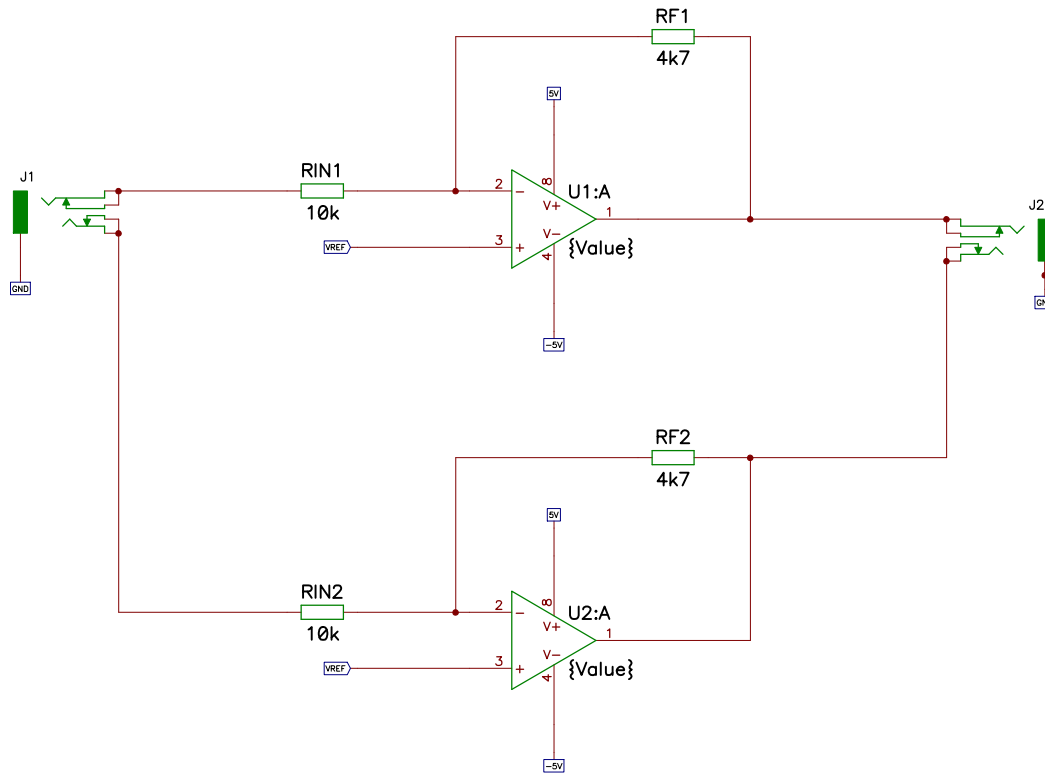 RF1
4k7
5V
J1
RIN1
10k
2
8
U1:A
V+
1
J2
VREF
3
V-
4
{Value}
GND
-5V
RF2
4k7
5V
RIN2
10k
2
8
U2:A
V+
1
VREF
3
V-
4
{Value}
-5V